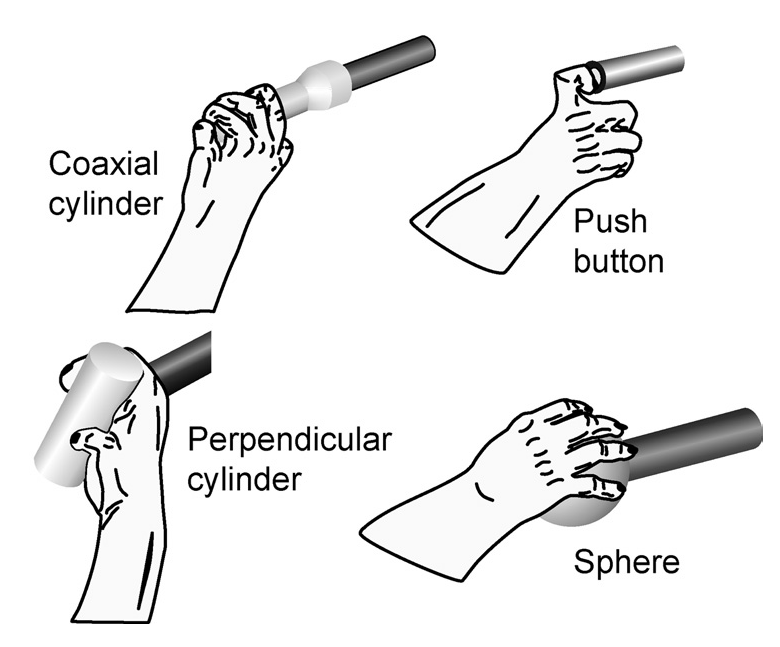 Coaxial
cylinder
Push
button
Perpendicular
cylinder
Sphere